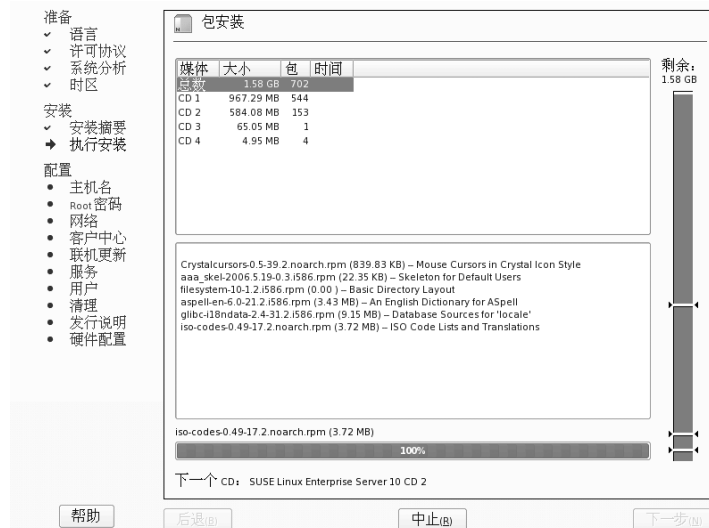 准备
语言
许可协议
系统分析
时区
安装
安装摘要
执行安装
配置
主机名
Root 密码
网络
客户中心
联机更新
服务
用户
清理
发行说明
硬件配置
帮助
包安装
媒体 大小 包 时间
总数 1.58 GB 702
CD 1 967.29 MB 544
CD 2 584.08 MB 153
CD 3 65.05 MB 1
CD 4 4.95 MB 4
剩余:
1.58 GB
Crystalcursors-0.5-39.2.noarch.rpm (839.83 KB) – Mouse Cursors in Crystal Icon Style
aaa_skel-2006.5.19-0.3.i586.rpm (22.35 KB) – Skeleton for Default Users
filesystem-10-1.2.i586.rpm (0.00 ) – Basic Directory Layout
aspell-en-6.0-21.2.i586.rpm (3.43 MB) – An English Dictionary for ASpell
glibc-i18ndata-2.4-31.2.i586.rpm (9.15 MB) – Database Sources for 'locale'
iso-codes-0.49-17.2.noarch.rpm (3.72 MB) – ISO Code Lists and Translations
iso-codes-0.49-17.2.noarch.rpm (3.72 MB)
100%
下一个 CD: SUSE Linux Enterprise Server 10 CD 2
后退(B)
中止(R)
下一步(N)